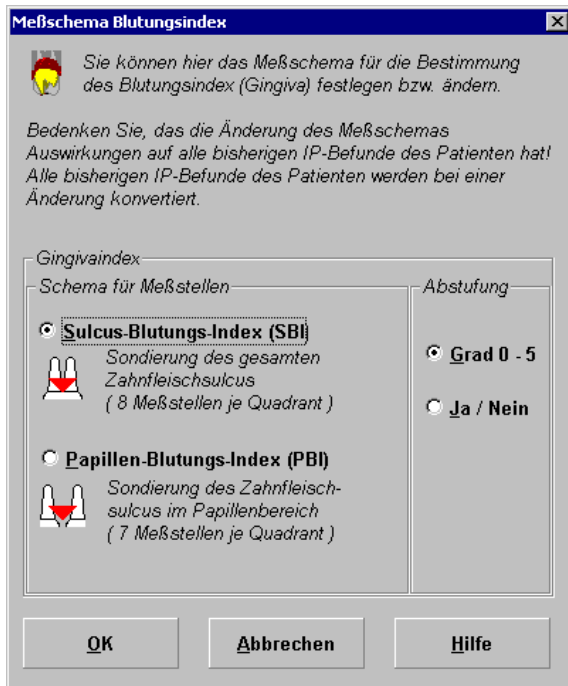 Meßschema Blutungsindex
Sie können hier das Meßschema für die Bestimmung
des Blutungsindex (Gingiva) festlegen bzw. ändern.
Bedenken Sie, das die Änderung des Meßschemas
Auswirkungen auf alle bisherigen IP-Befunde des Patienten hat!
Alle bisherigen IP-Befunde des Patienten werden bei einer
Änderung konvertiert.
Gingivaindex
Schema für Meßstellen
Sulcus-Blutungs-Index (SBI)
Sondierung des gesamten
Zahnfleischsulcus
( 8 Meßstellen je Quadrant )
Papillen-Blutungs-Index (PBI)
Sondierung des Zahnfleisch-
sulcus im Papillenbereich
( 7 Meßstellen je Quadrant )
Abstufung
Grad 0 - 5
Ja / Nein
OK
Abbrechen
Hilfe